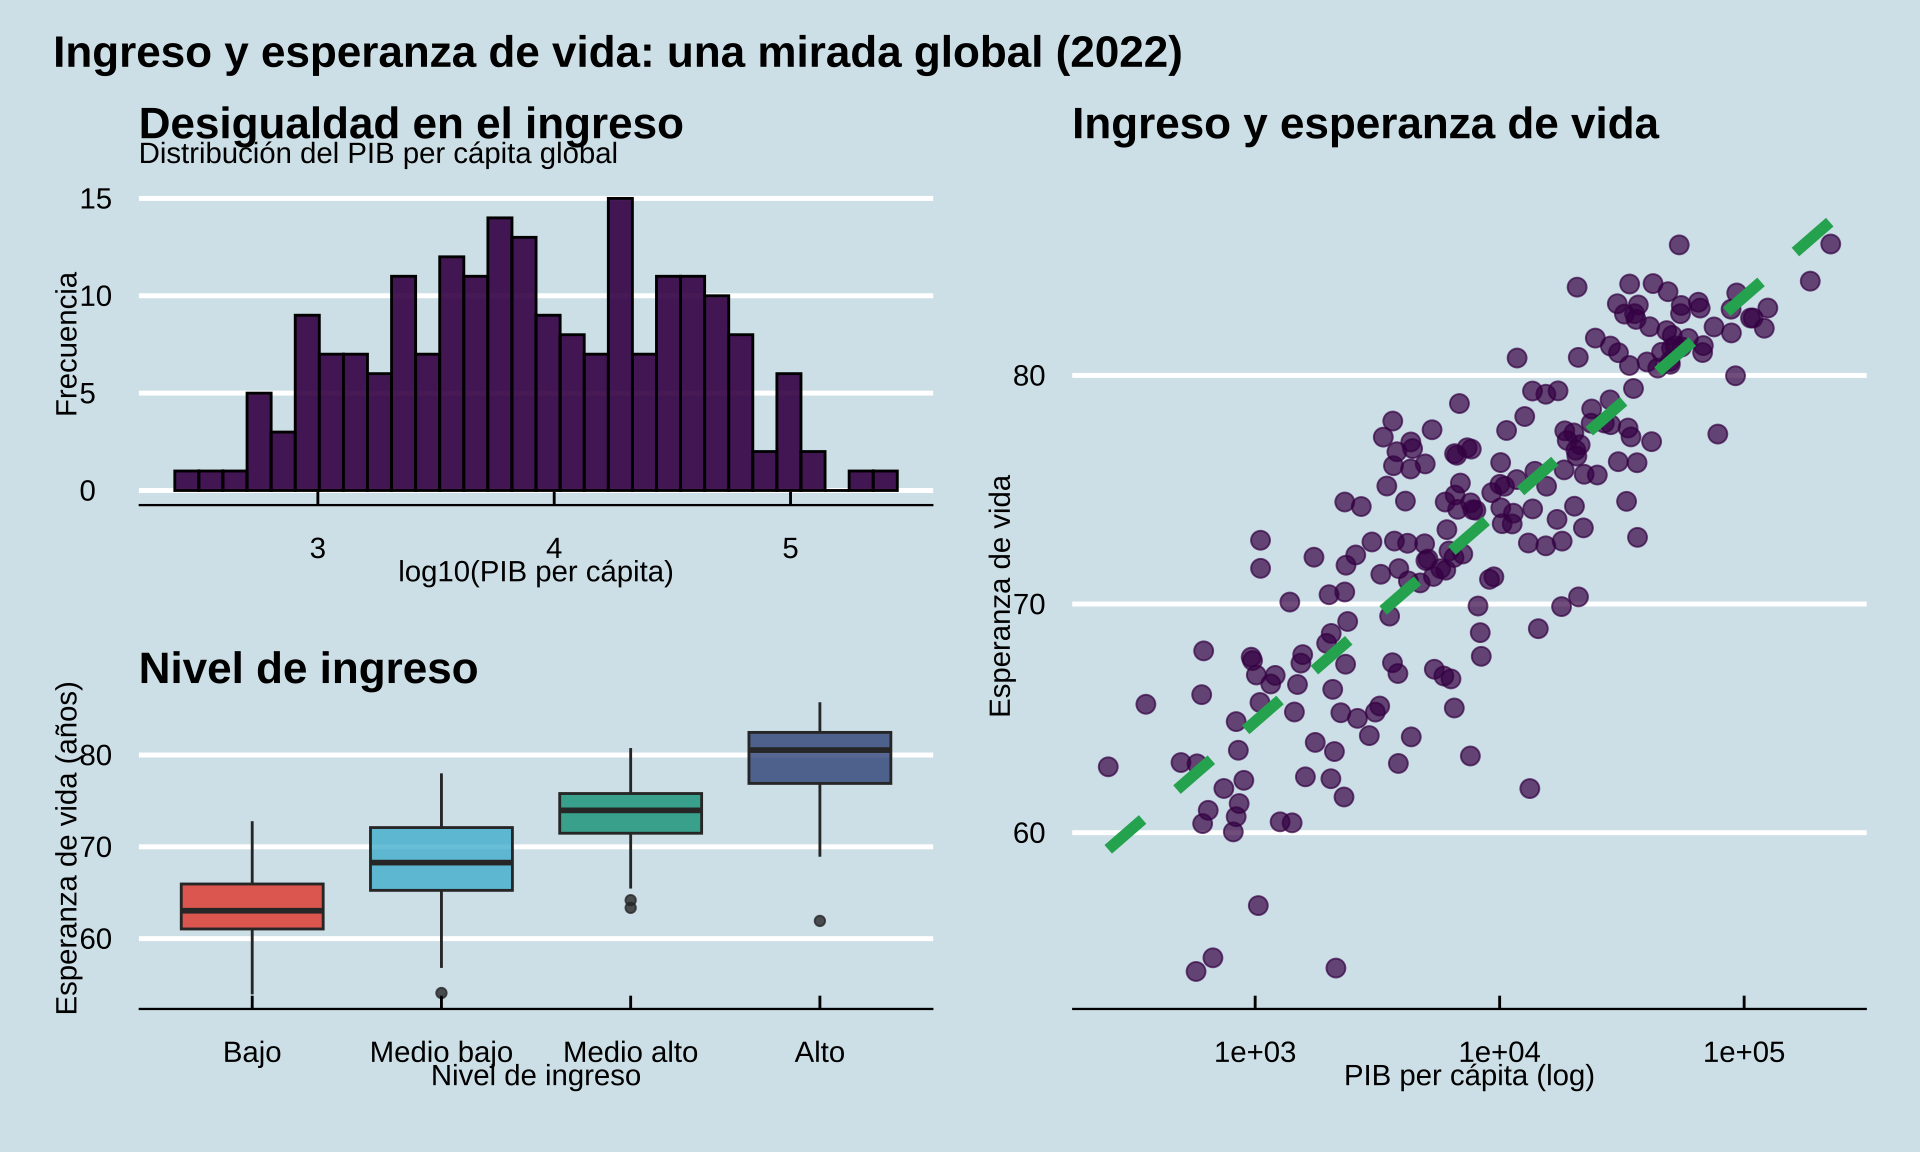 Ingreso y esperanza de vida: una mirada global (2022)
Desigualdad en el ingreso
Distribución del PIB per cápita global
Frecuencia
15
10
5
0
3 4 5
log10(PIB per cápita)
Nivel de ingreso
Esperanza de vida (años)
80
70
60
Bajo Medio bajo Medio alto Alto
Nivel de ingreso
Ingreso y esperanza de vida
Esperanza de vida
80
70
60
1e+03 1e+04 1e+05
PIB per cápita (log)